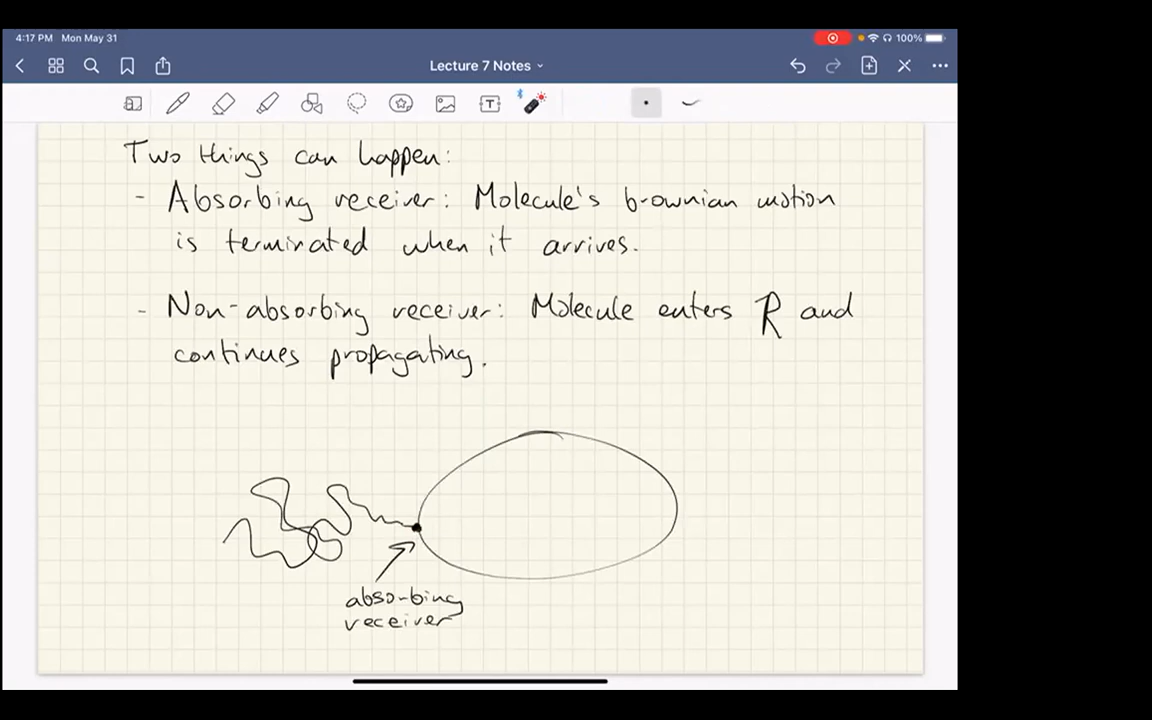 4:17 PM Mon May 31
100%
Lecture 7 Notes
T
Two things can happen:
- Absorbing receiver: Molecule's brownian motion
is terminated when it arrives.
- Non-absorbing receiver: Molecule enters R and
continues propagating.
absorbing
receiver